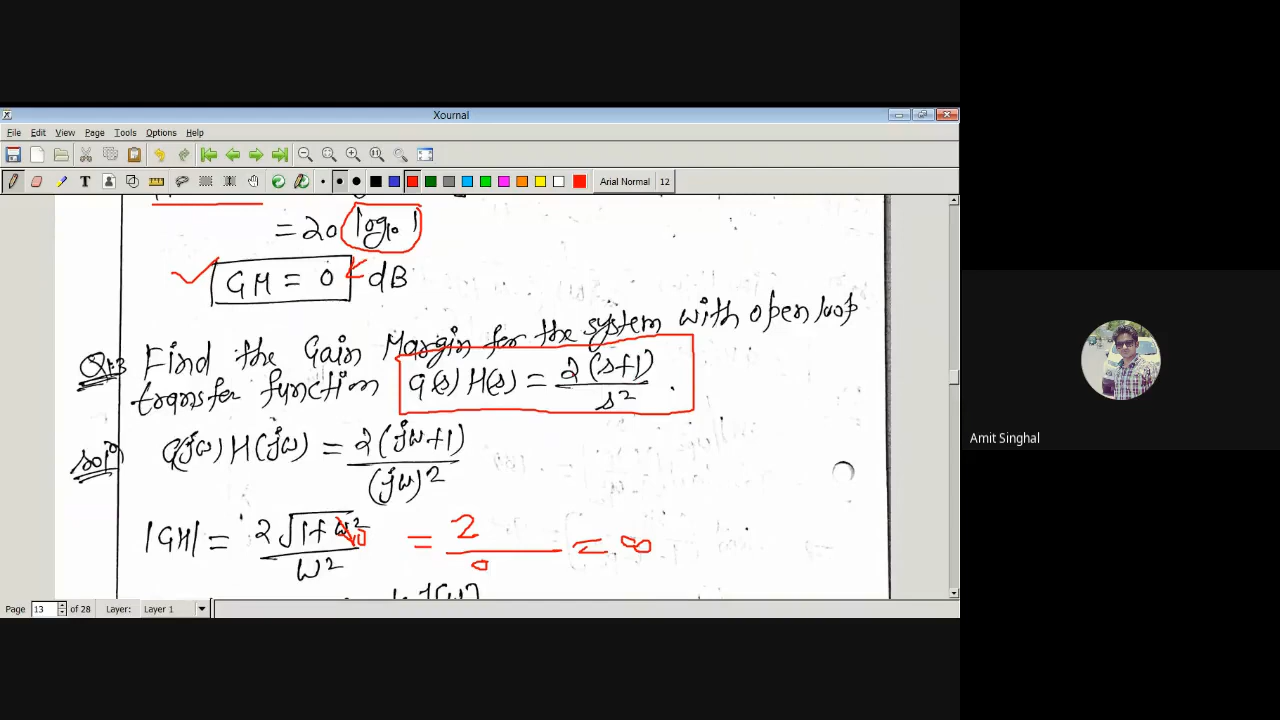 Xournal
File Edit View Page Tools Options Help
Arial Normal 12
= 20 log10 1
GM = 0 dB
Q:3 Find the Gain Margin for the system with open loop
transfer function G(s) H(s) = 2(s+1) / s²
Sol:- G(jω) H(jω) = 2(jω+1) / (jω)²
|GH| = 2√1+ω² / ω² = 2 / 0 = ∞
Amit Singhal
Page 13 of 28 Layer: Layer 1